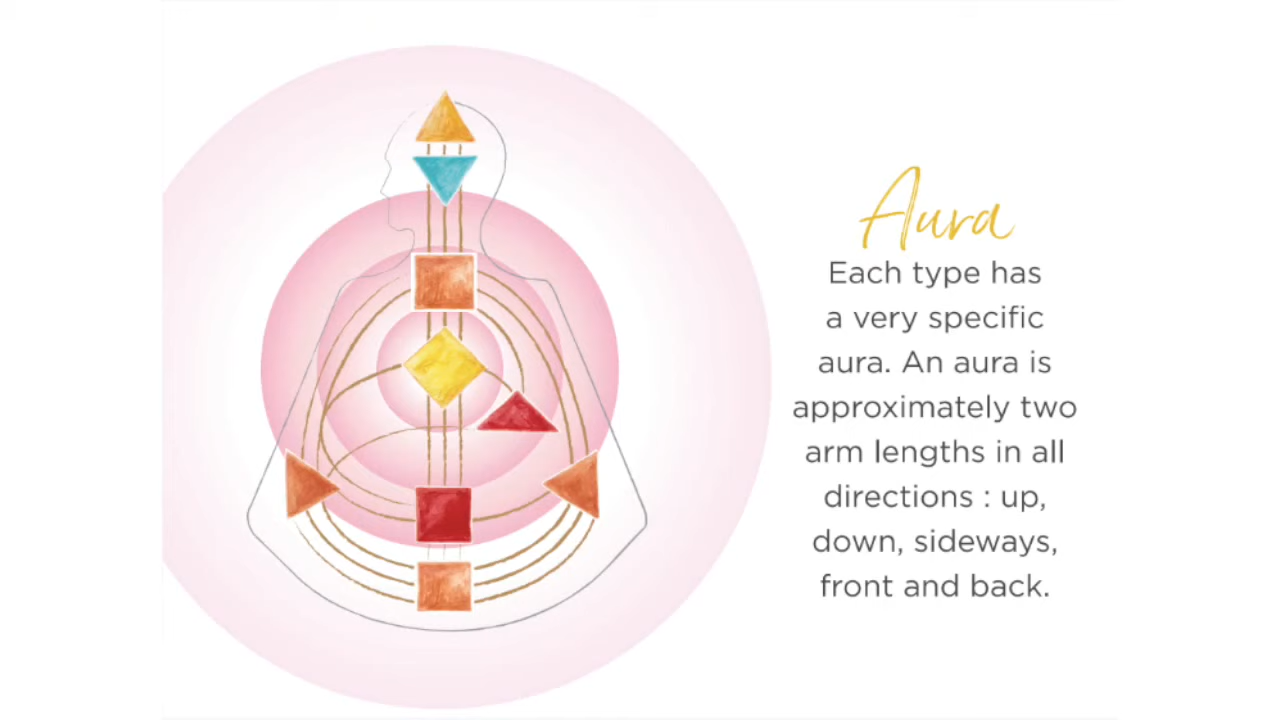 Aura
Each type has
a very specific
aura. An aura is
approximately two
arm lengths in all
directions : up,
down, sideways,
front and back.